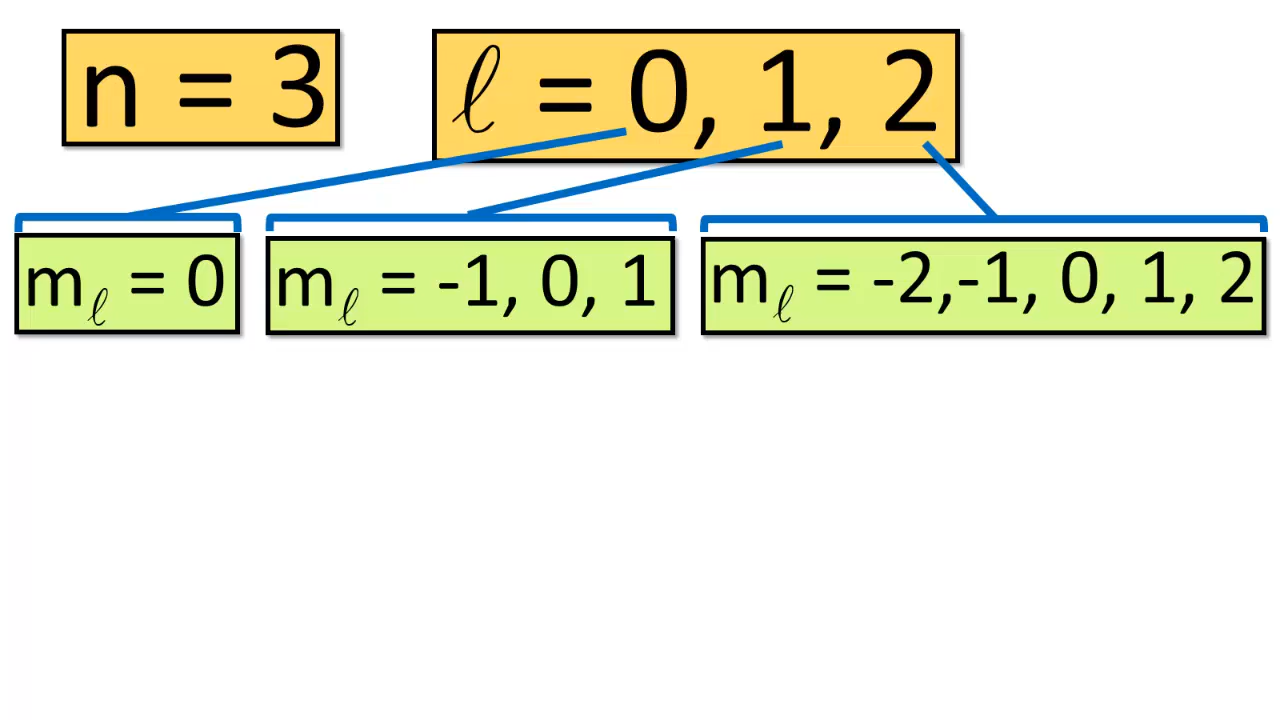 n = 3
ℓ = 0, 1, 2
mℓ = 0
mℓ = -1, 0, 1
mℓ = -2,-1, 0, 1, 2